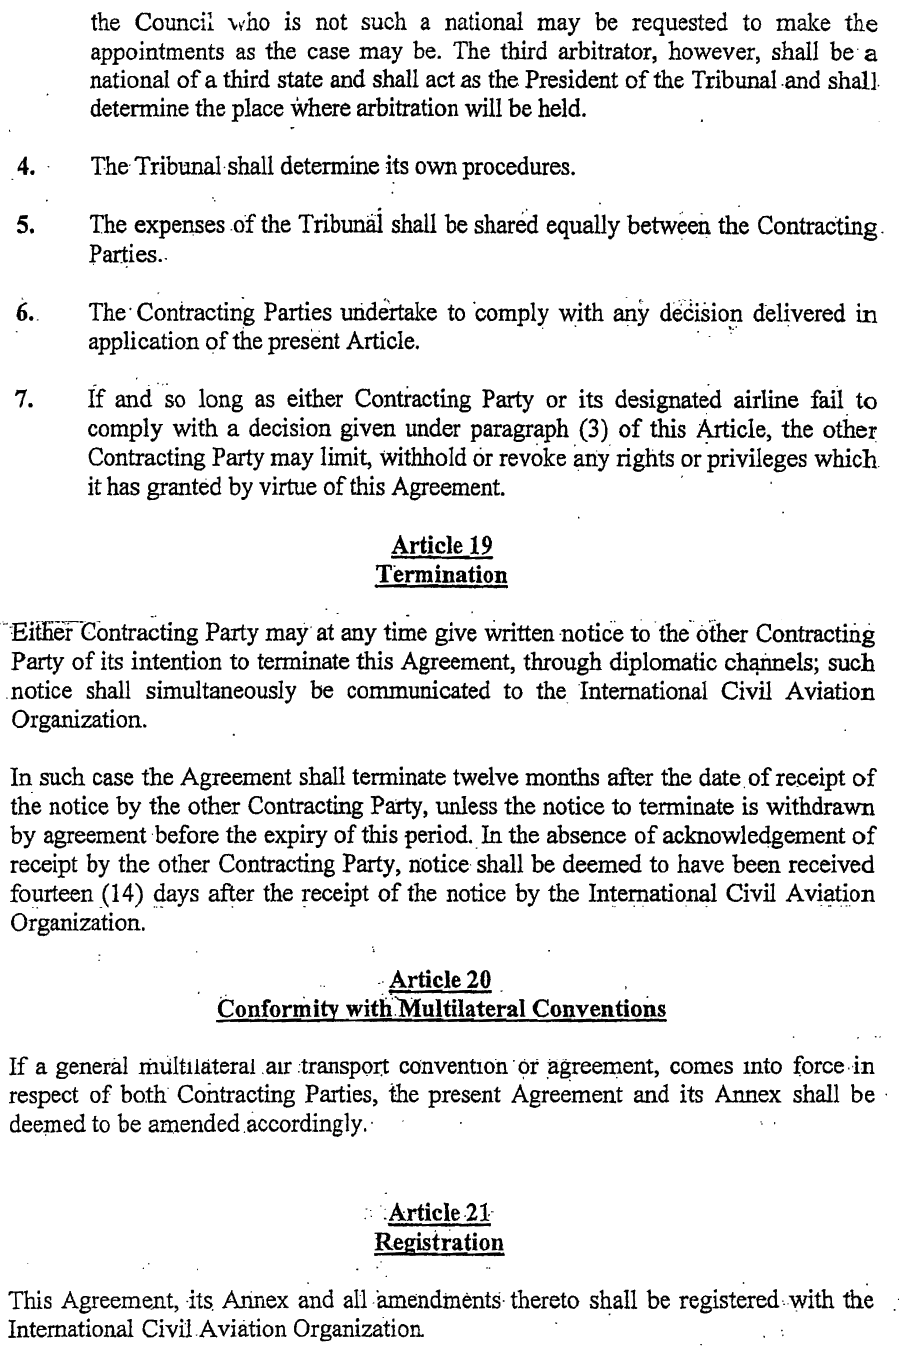 the Council who is not such a national may be requested to make the
appointments as the case may be. The third arbitrator, however, shall be a
national of a third state and shall act as the President of the Tribunal and shall
determine the place where arbitration will be held.
4. The Tribunal shall determine its own procedures.
5. The expenses of the Tribunal shall be shared equally between the Contracting
Parties.
6. The Contracting Parties undertake to comply with any decision delivered in
application of the present Article.
7. If and so long as either Contracting Party or its designated airline fail to
comply with a decision given under paragraph (3) of this Article, the other
Contracting Party may limit, withhold or revoke any rights or privileges which
it has granted by virtue of this Agreement.
Article 19
Termination
Either Contracting Party may at any time give written notice to the other Contracting
Party of its intention to terminate this Agreement, through diplomatic channels; such
notice shall simultaneously be communicated to the International Civil Aviation
Organization.
In such case the Agreement shall terminate twelve months after the date of receipt of
the notice by the other Contracting Party, unless the notice to terminate is withdrawn
by agreement before the expiry of this period. In the absence of acknowledgement of
receipt by the other Contracting Party, notice shall be deemed to have been received
fourteen (14) days after the receipt of the notice by the International Civil Aviation
Organization.
Article 20
Conformity with Multilateral Conventions
If a general multilateral air transport convention or agreement, comes into force in
respect of both Contracting Parties, the present Agreement and its Annex shall be
deemed to be amended accordingly.
Article 21
Registration
This Agreement, its Annex and all amendments thereto shall be registered with the
International Civil Aviation Organization